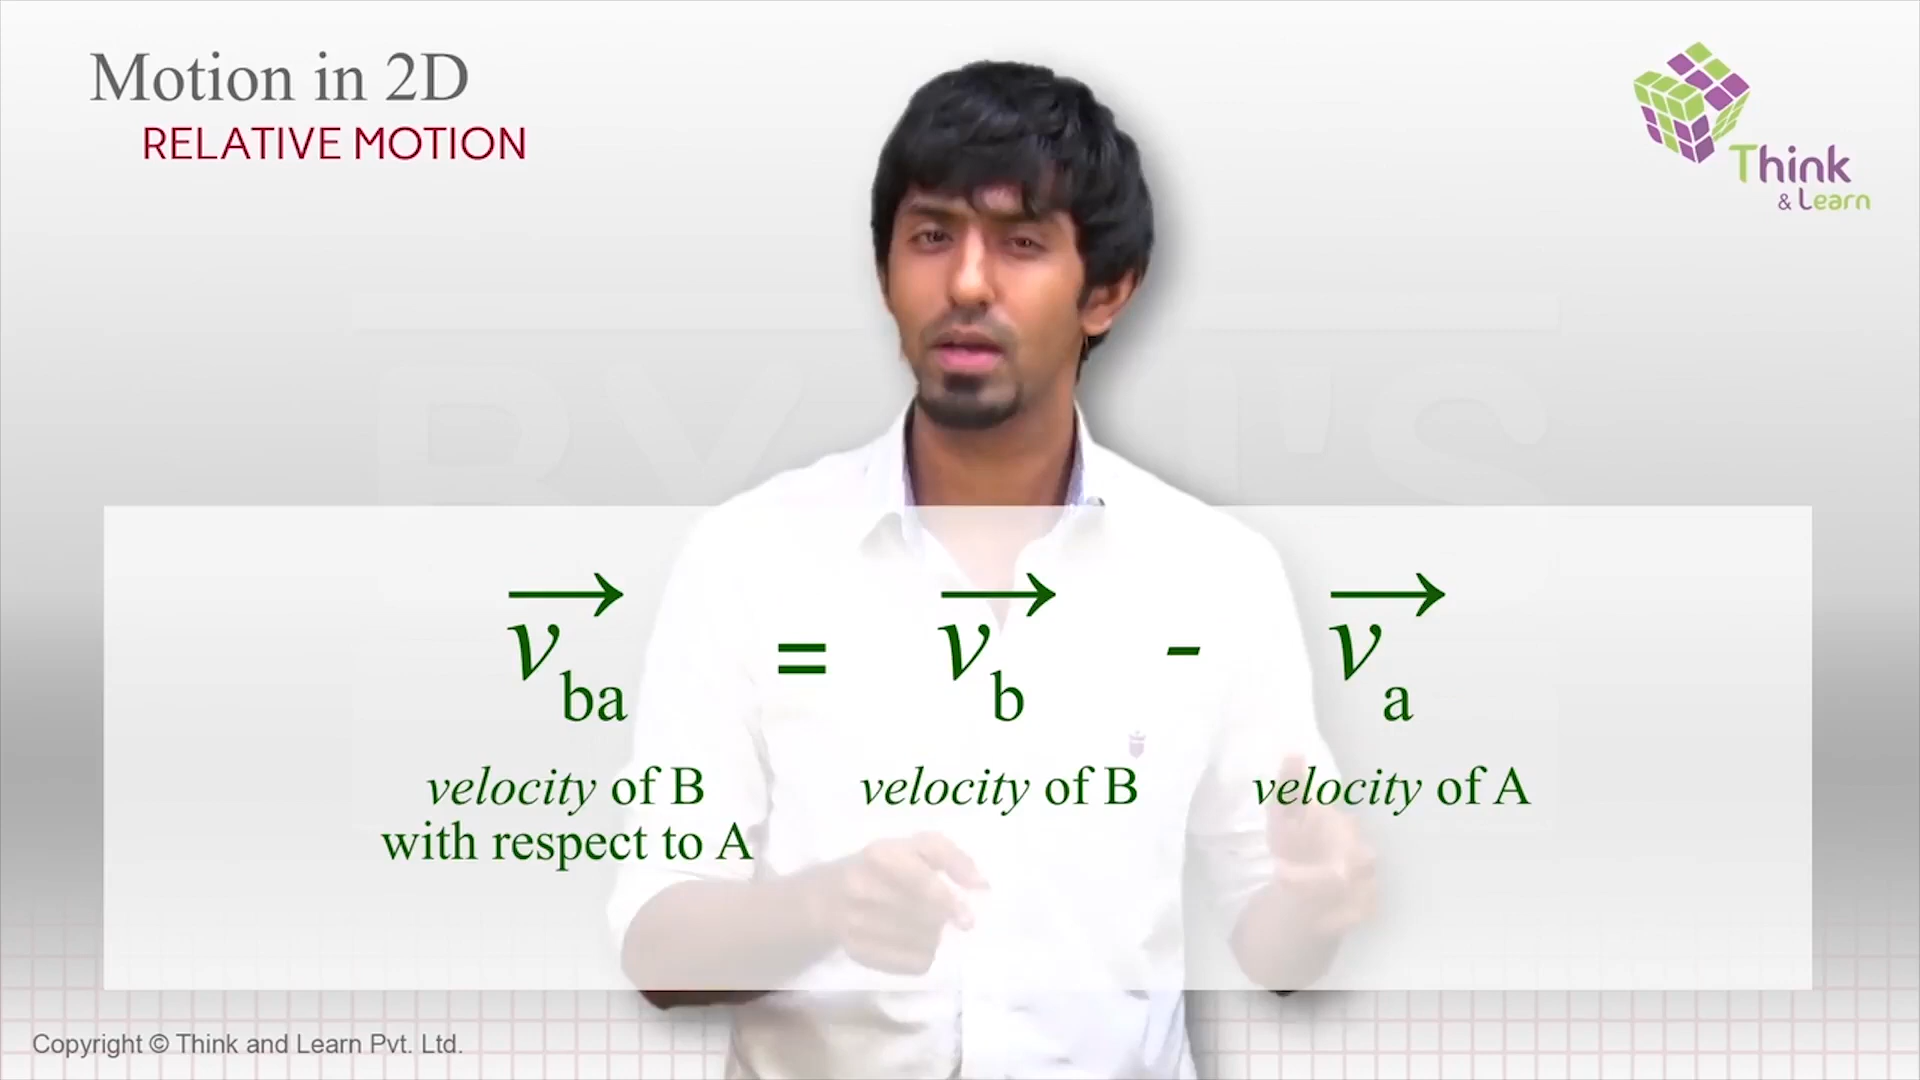 Motion in 2D
RELATIVE MOTION
Think
& Learn
BYJU'S
v⃗ba = v⃗b - v⃗a
velocity of B velocity of B velocity of A
with respect to A
Copyright © Think and Learn Pvt. Ltd.